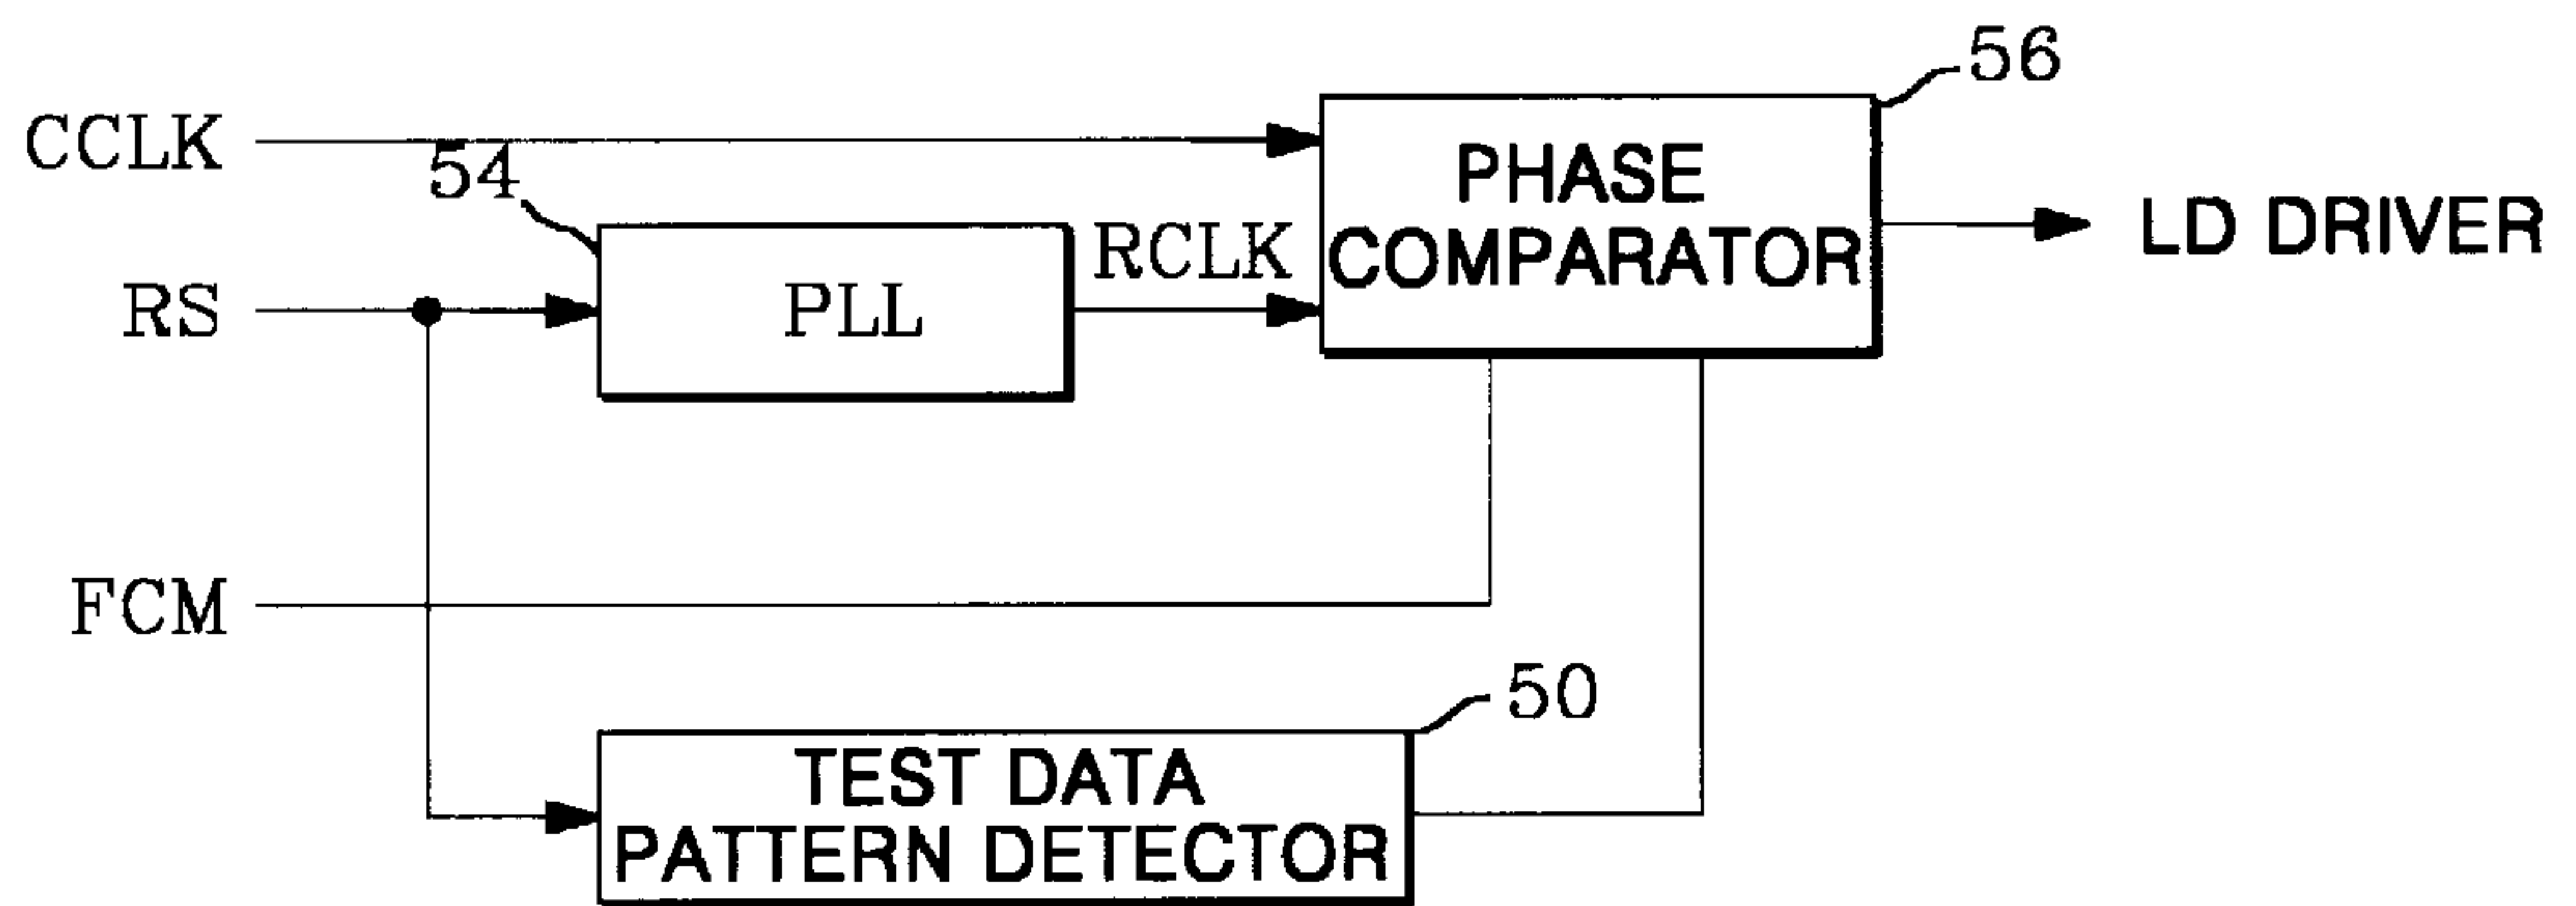 56
CCLK
54
PHASE
COMPARATOR
RCLK
LD DRIVER
RS
PLL
FCM
50
TEST DATA
PATTERN DETECTOR